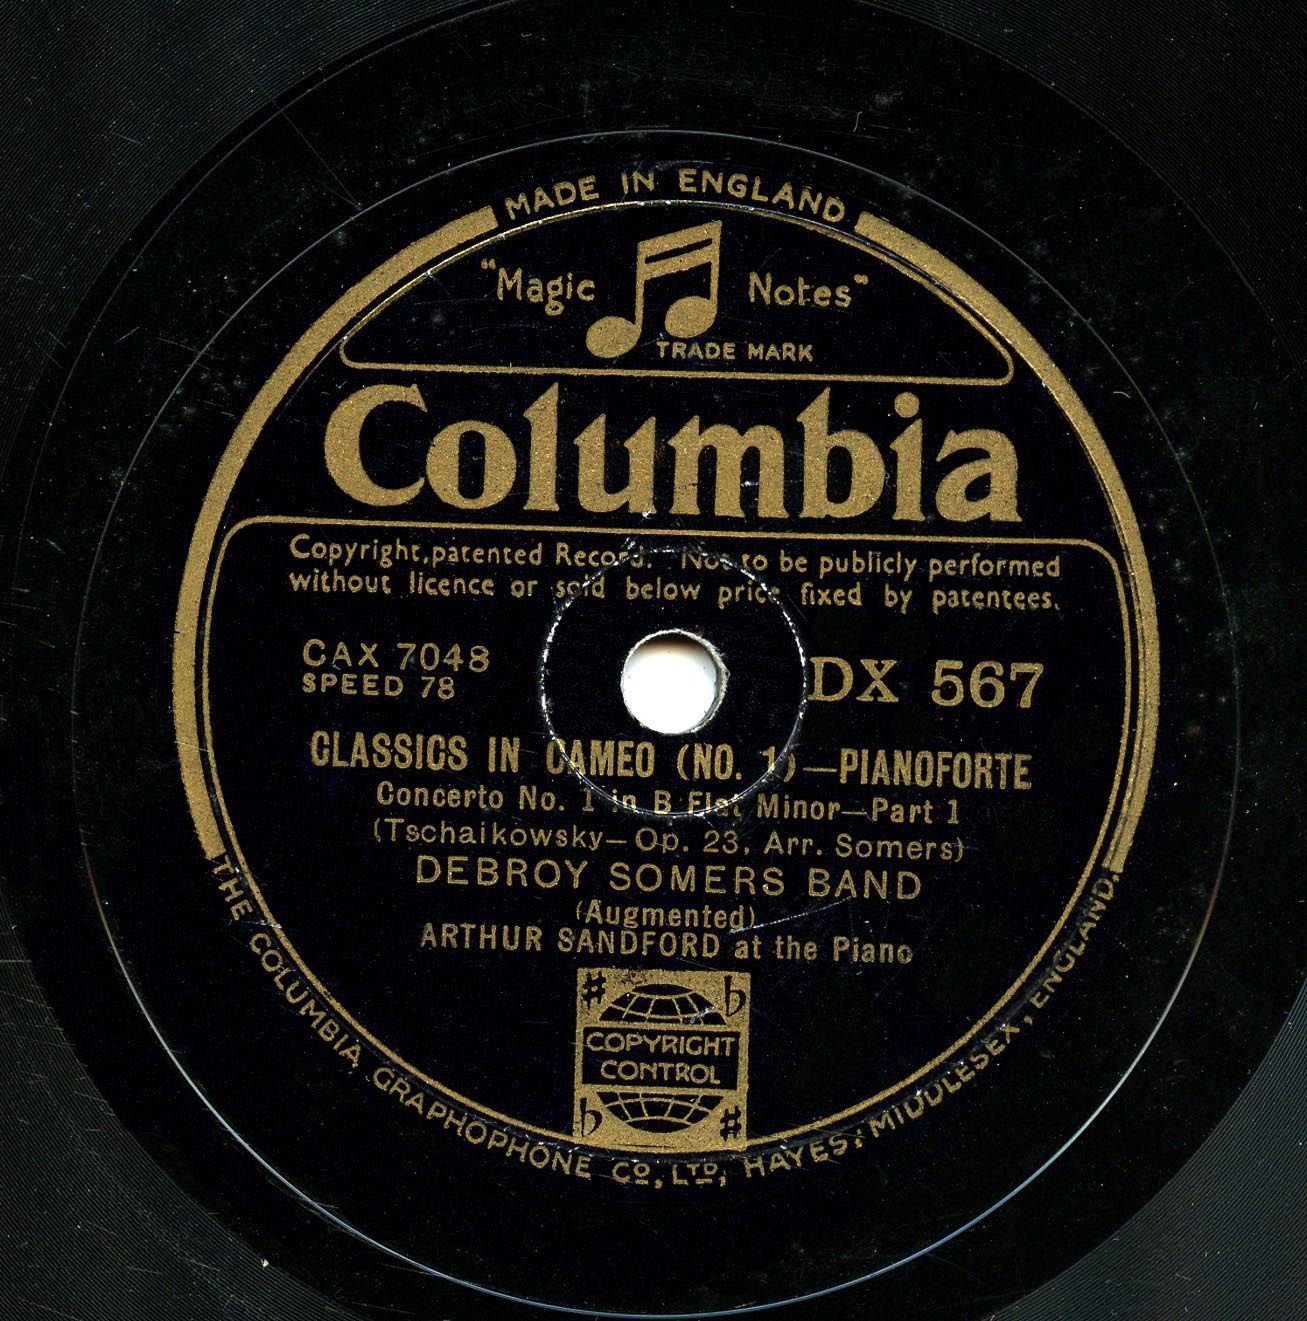 MADE IN ENGLAND
"Magic Notes"
TRADE MARK
Columbia
Copyright, patented Record. Not to be publicly performed
without licence or sold below price fixed by patentees.
CAX 7048
SPEED 78
DX 567
CLASSICS IN CAMEO (NO. 1)—PIANOFORTE
Concerto No. 1 in B Flat Minor—Part 1
(Tschaikowsky—Op. 23, Arr. Somers)
DEBROY SOMERS BAND
(Augmented)
ARTHUR SANDFORD at the Piano
COPYRIGHT
CONTROL
THE COLUMBIA GRAPHOPHONE Co., LTD., HAYES, MIDDLESEX, ENGLAND.